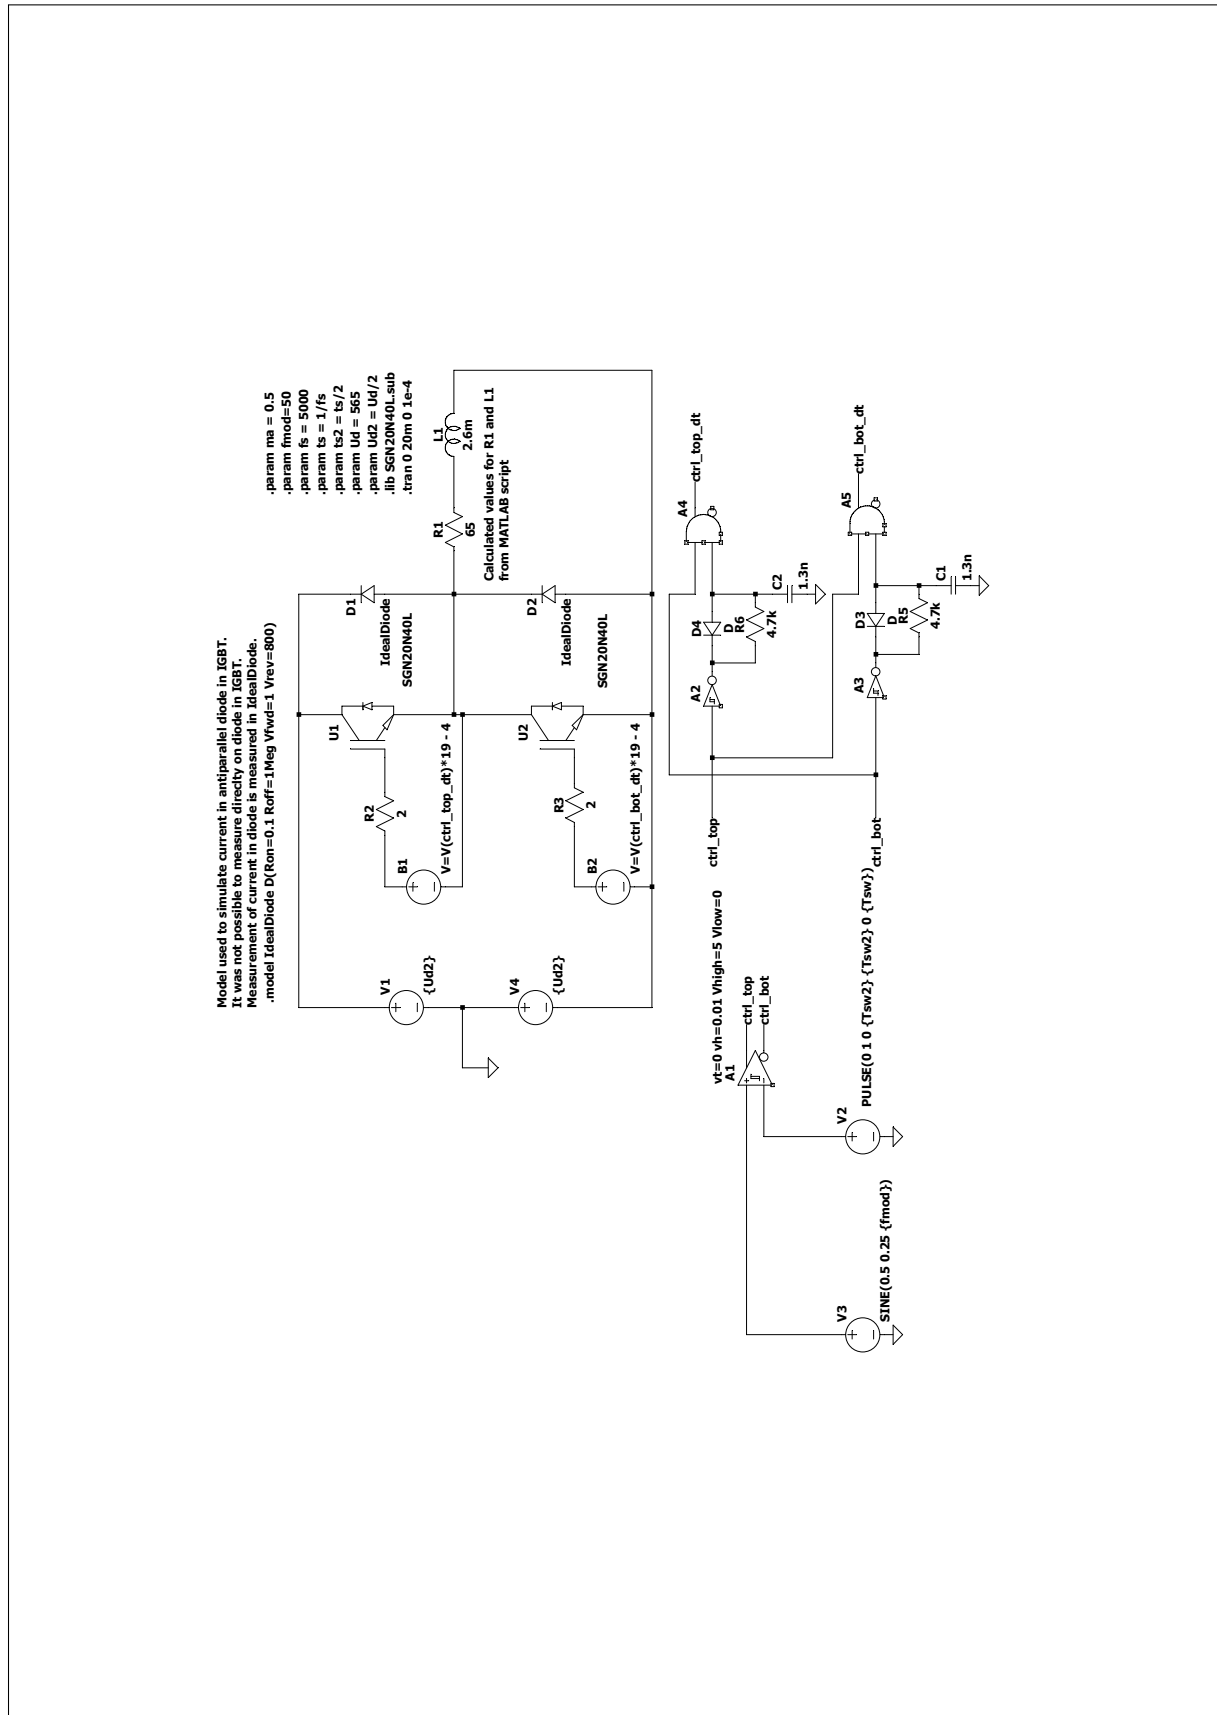 Model used to simulate current in antiparallel diode in IGBT.
It was not possible to measure direclty on diode in IGBT.
Measurement of current in diode is measured in IdealDiode.
.model IdealDiode D(Ron=0.1 Roff=1Meg Vfwd=1 Vrev=800)
.param ma = 0.5
.param fmod=50
.param fs = 5000
.param ts = 1/fs
.param ts2 = ts/2
.param Ud = 565
.param Ud2 = Ud/2
.lib SGN20N40L.sub
.tran 0 20m 0 1e-4
V1
+
−
{Ud2}
V4
+
−
{Ud2}
B1
+
−
V=V(ctrl_top_dt)*19 - 4
R2
2
U1
SGN20N40L
D1
IdealDiode
B2
+
−
V=V(ctrl_bot_dt)*19 - 4
R3
2
U2
SGN20N40L
D2
IdealDiode
R1
65
L1
2.6m
Calculated values for R1 and L1
from MATLAB script
V3
+
−
SINE(0.5 0.25 {fmod})
V2
+
−
PULSE(0 1 0 {Tsw2} {Tsw2} 0 {Tsw})
A1
+
−
vt=0 vh=0.01 Vhigh=5 Vlow=0
ctrl_top
ctrl_bot
ctrl_top
A2
D4
D
R6
4.7k
C2
1.3n
A4
ctrl_top_dt
ctrl_bot
A3
D3
D
R5
4.7k
C1
1.3n
A5
ctrl_bot_dt